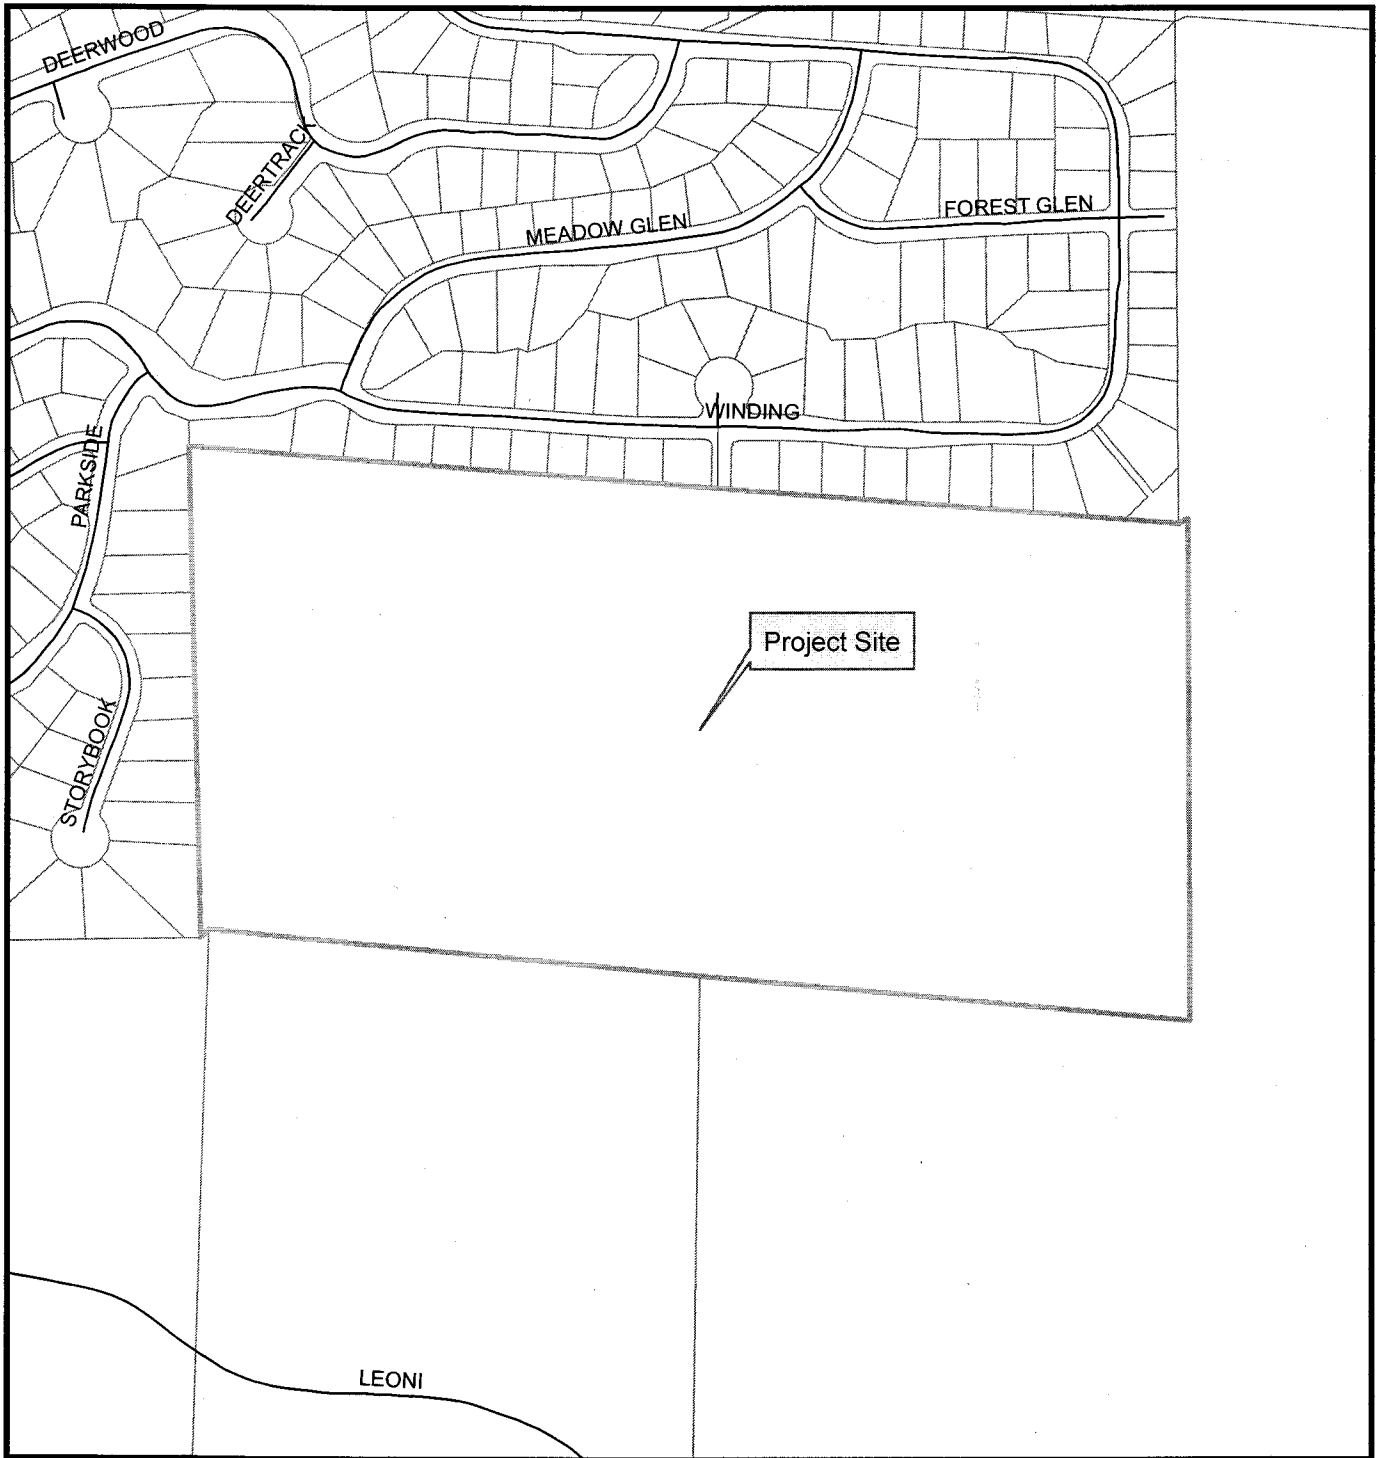 DEERWOOD
DEERTRACK
MEADOW GLEN
FOREST GLEN
WINDING
PARKSIDE
Project Site
STORYBOOK
LEONI